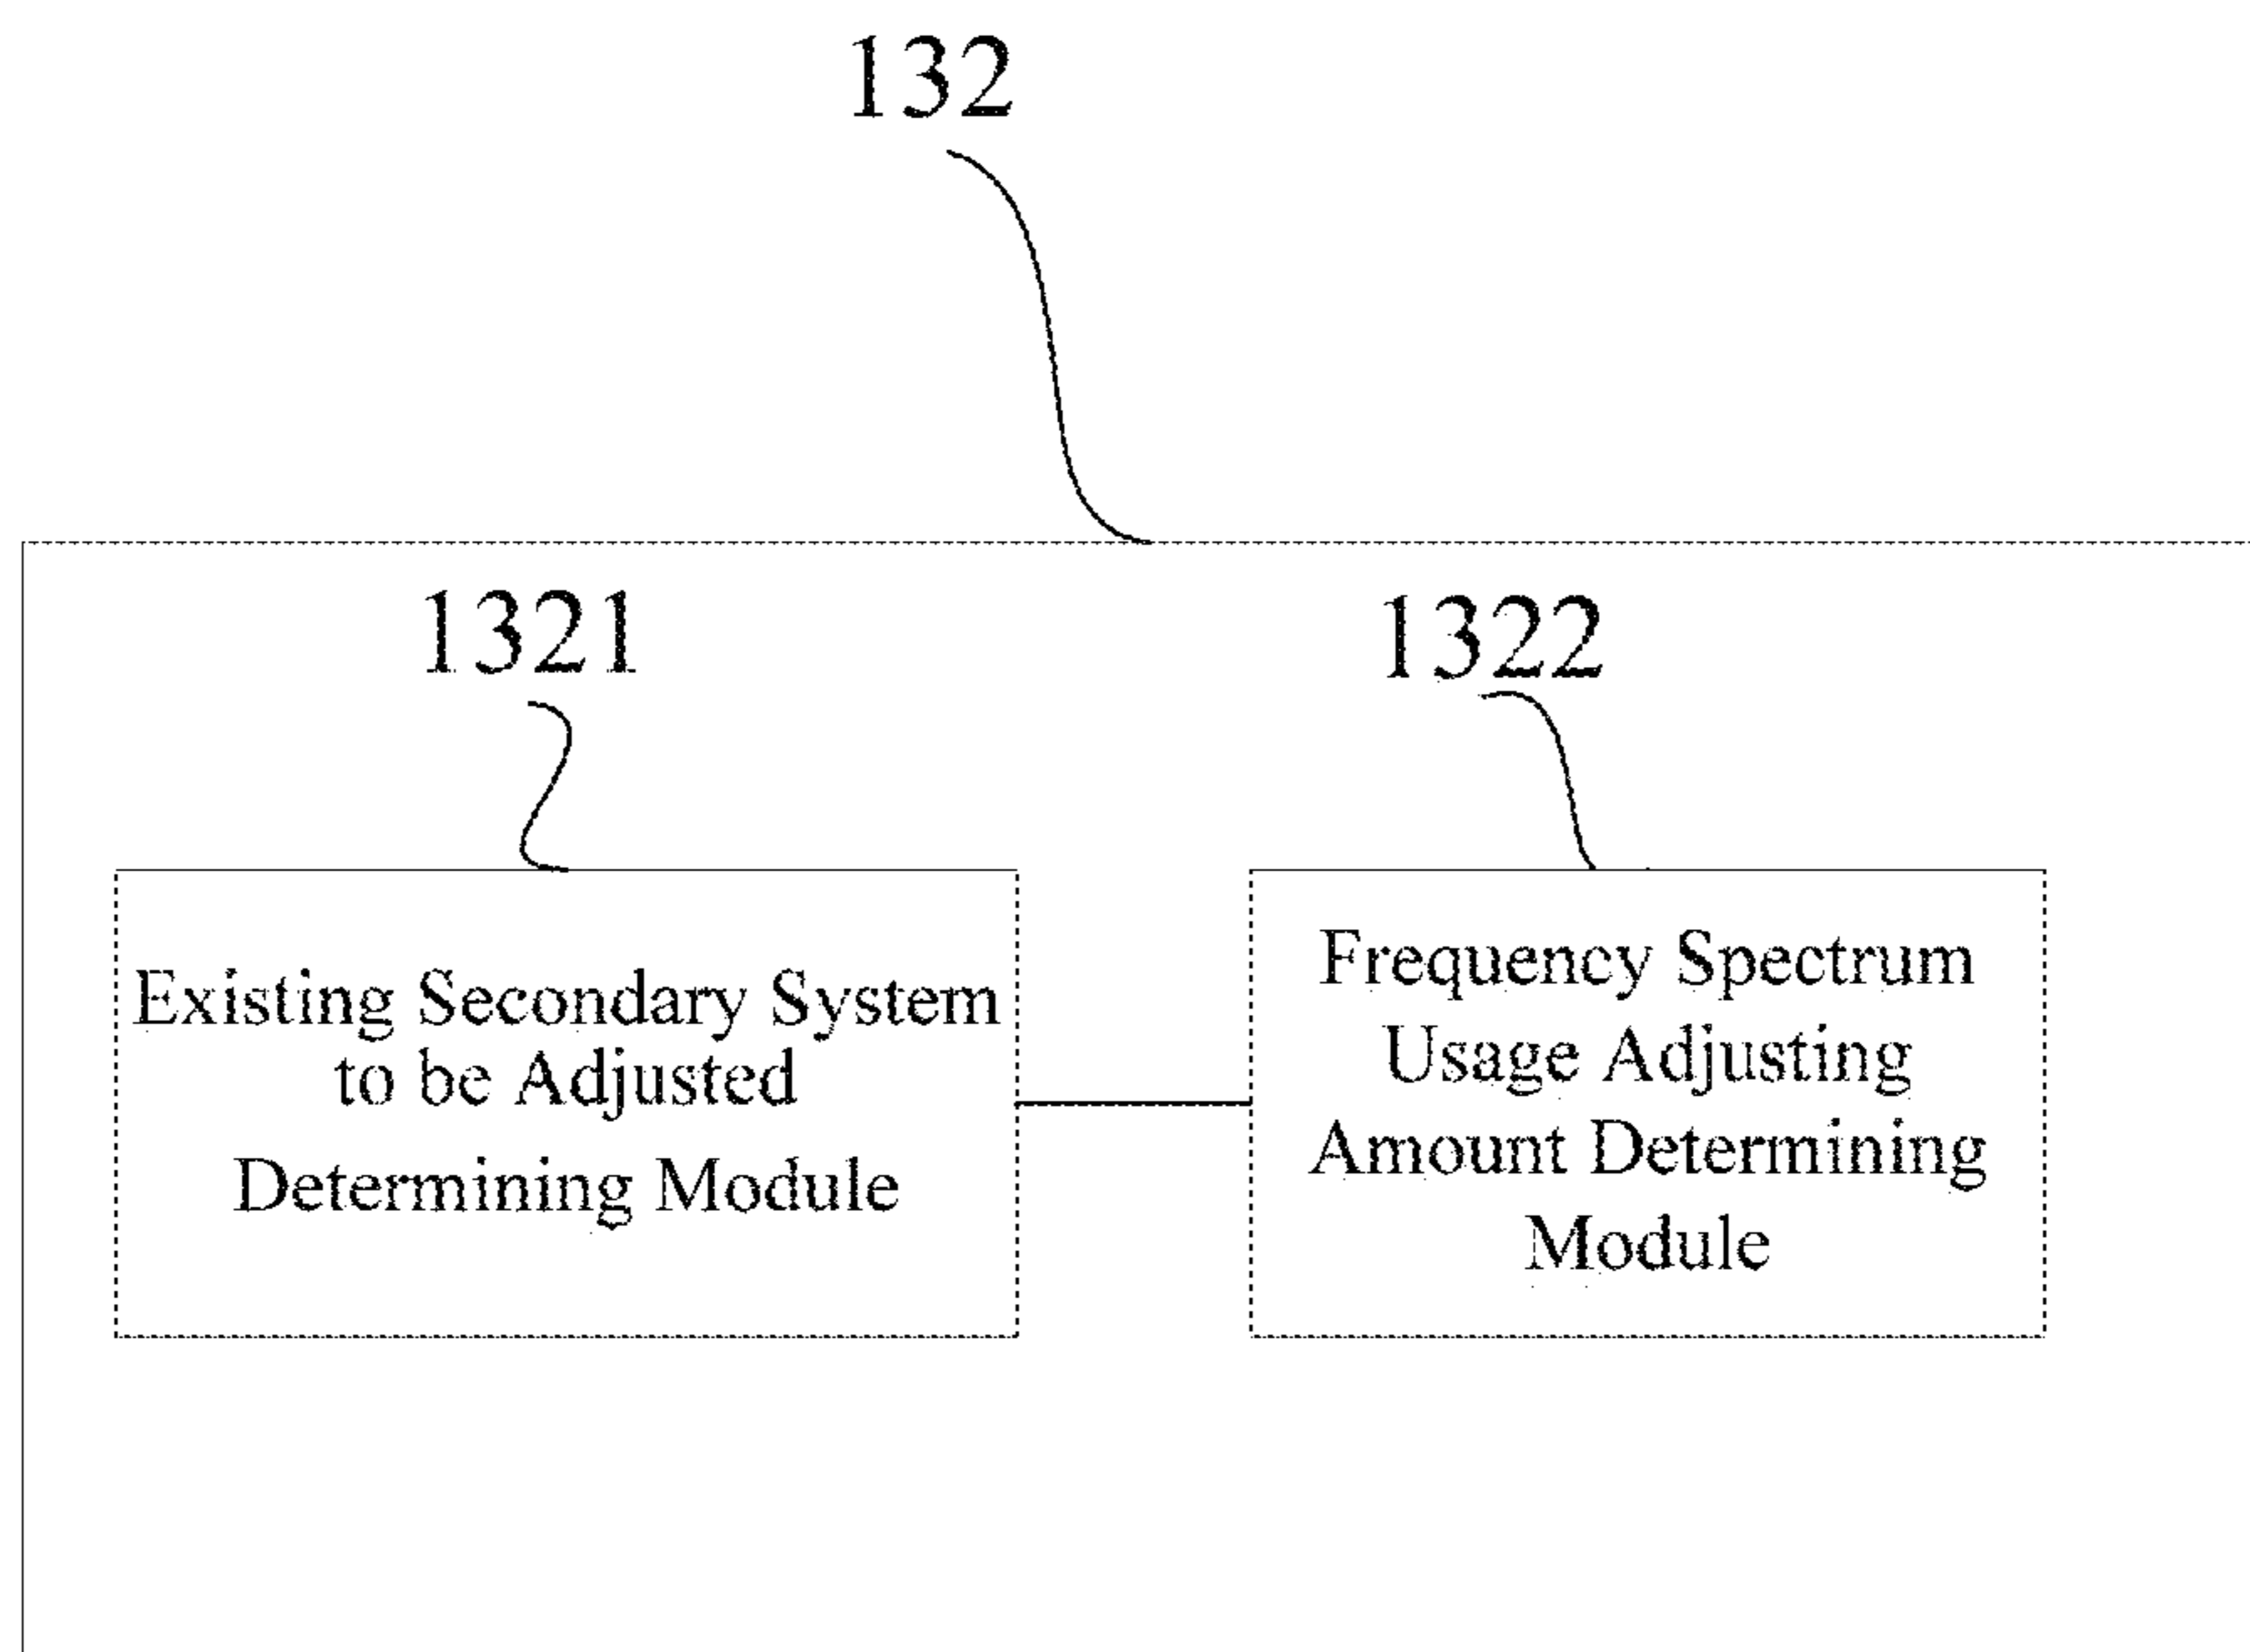 132
1321
1322
Existing Secondary System
to be Adjusted
Determining Module
Frequency Spectrum
Usage Adjusting
Amount Determining
Module